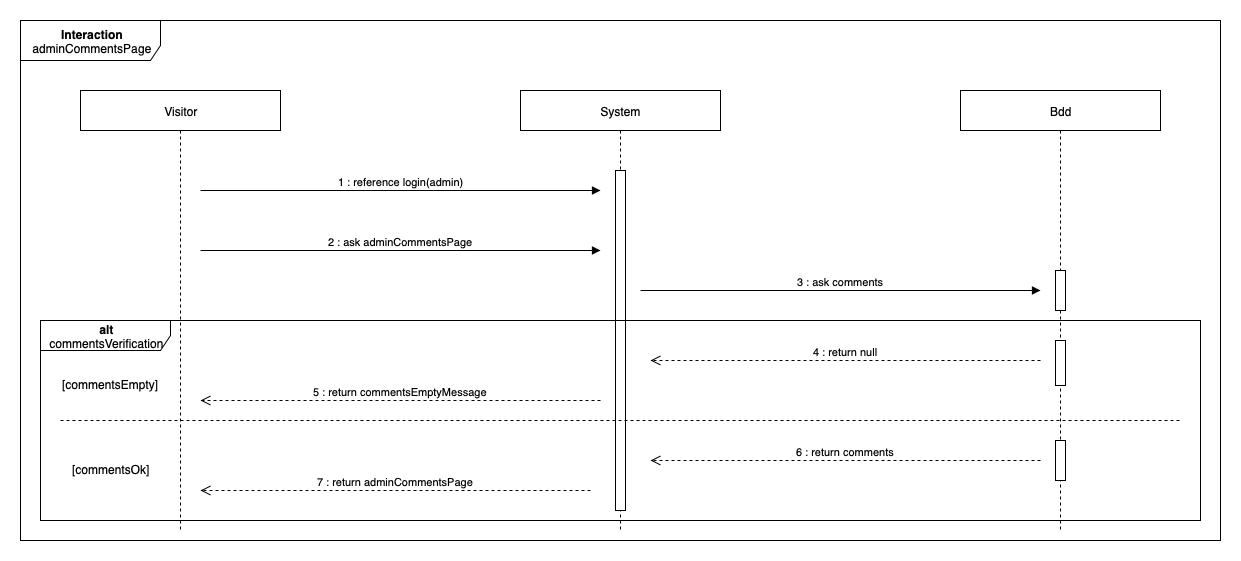 Interaction
adminCommentsPage
Visitor
System
Bdd
1 : reference login(admin)
2 : ask adminCommentsPage
3 : ask comments
alt
commentsVerification
4 : return null
[commentsEmpty]
5 : return commentsEmptyMessage
6 : return comments
[commentsOk]
7 : return adminCommentsPage